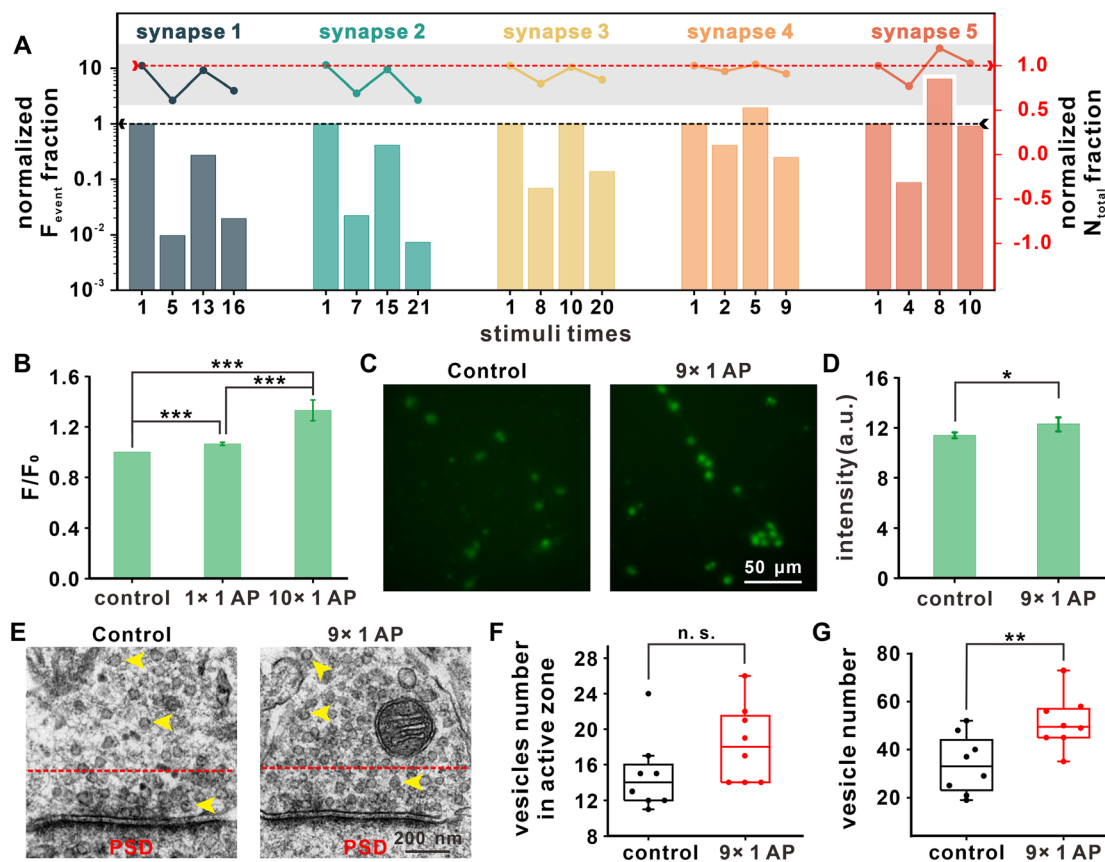 A
synapse 1 synapse 2 synapse 3 synapse 4 synapse 5
normalized
F event fraction
10
1
0.1
10-2
10-3
1.0
0.5
0.0
-0.5
-1.0
normalized
N total fraction
1 5 13 16 1 7 15 21 1 8 10 20 1 2 5 9 1 4 8 10
stimuli times
B
F/F0
1.6
1.2
0.8
0.4
0.0
***
***
***
control 1× 1 AP 10× 1 AP
C
Control 9× 1 AP
50 μm
D
intensity(a.u.)
16
12
8
4
0
*
control 9× 1 AP
E
Control 9× 1 AP
PSD PSD
200 nm
F
vesicles number
in active zone
28
24
20
16
12
8
n. s.
control 9× 1 AP
G
vesicle number
80
60
40
20
**
control 9× 1 AP